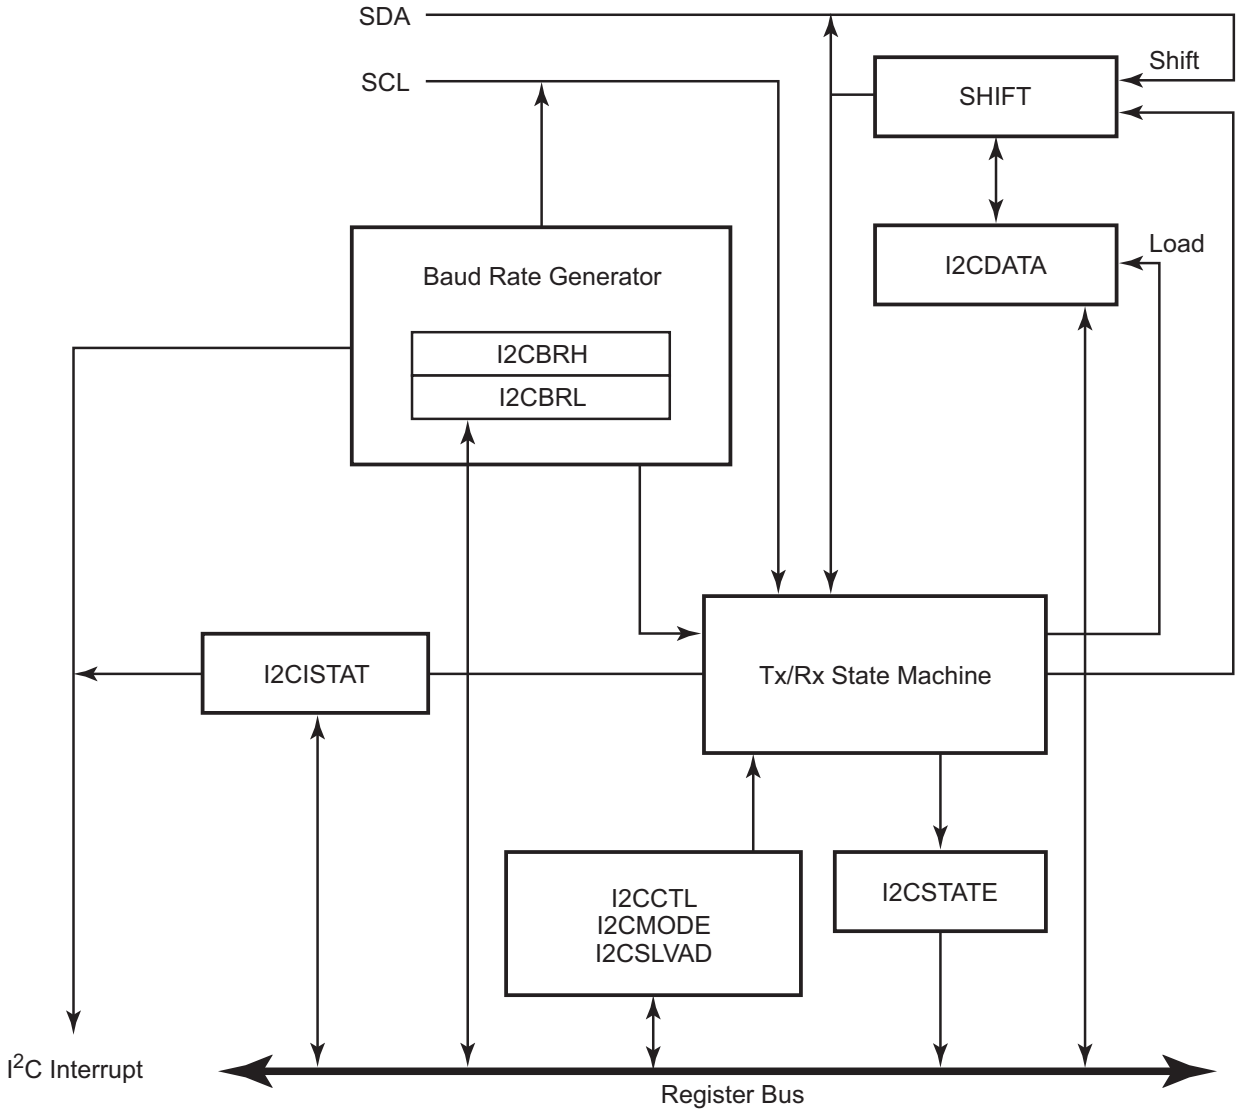 SDA
SCL
Shift
SHIFT
Load
I2CDATA
Baud Rate Generator
I2CBRH
I2CBRL
I2CISTAT
Tx/Rx State Machine
I2CCTL
I2CMODE
I2CSLVAD
I2CSTATE
I²C Interrupt
Register Bus